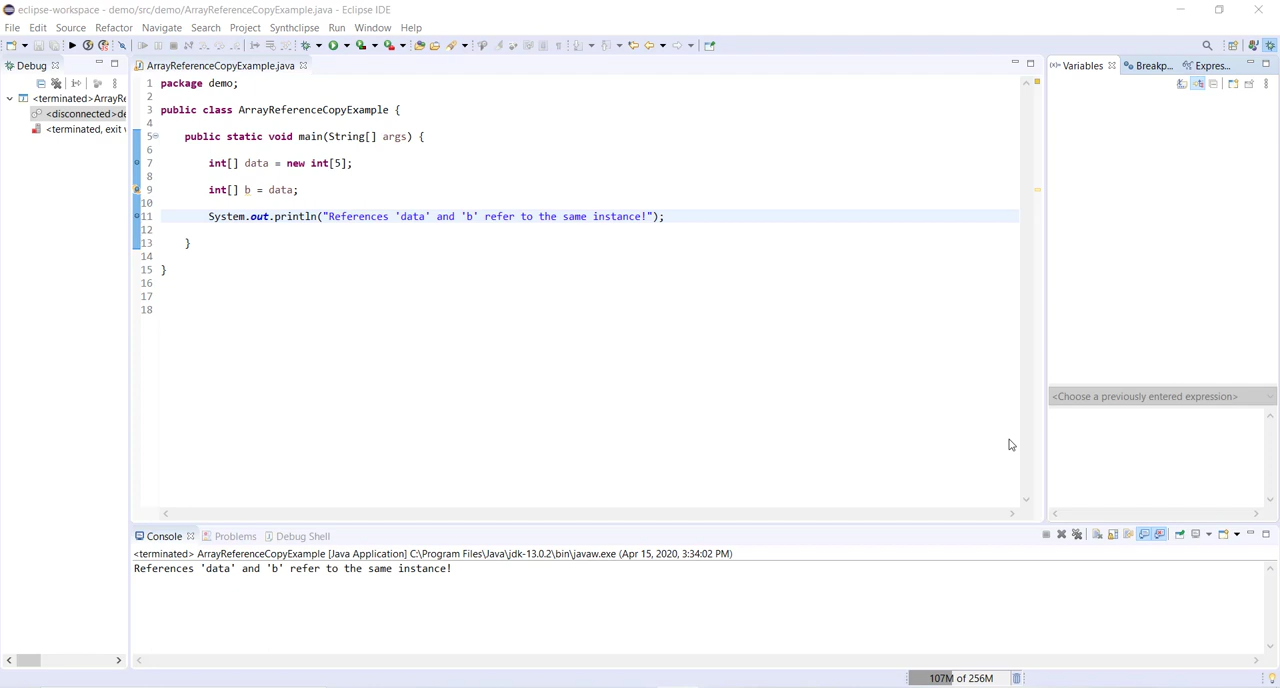 eclipse-workspace - demo/src/demo/ArrayReferenceCopyExample.java - Eclipse IDE
File Edit Source Refactor Navigate Search Project Synthclipse Run Window Help
Debug
<terminated>ArrayRe
<disconnected>de
<terminated, exit v
ArrayReferenceCopyExample.java
1 package demo;
2
3 public class ArrayReferenceCopyExample {
4
5 public static void main(String[] args) {
6
7 int[] data = new int[5];
8
9 int[] b = data;
10
11 System.out.println("References 'data' and 'b' refer to the same instance!");
12
13 }
14
15 }
16
17
18
Variables Breakp... Expres...
<Choose a previously entered expression>
Console Problems Debug Shell
<terminated> ArrayReferenceCopyExample [Java Application] C:\Program Files\Java\jdk-13.0.2\bin\javaw.exe (Apr 15, 2020, 3:34:02 PM)
References 'data' and 'b' refer to the same instance!
107M of 256M